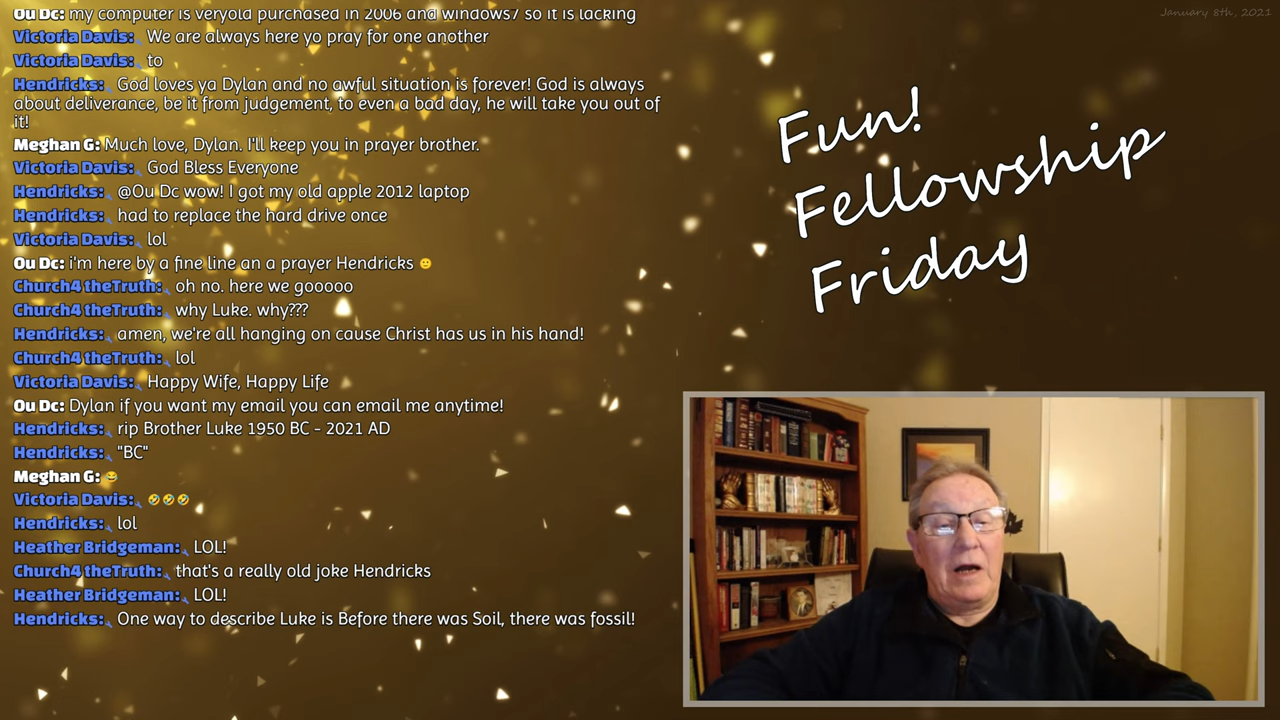 Ou Dc: my computer is veryold purchased in 2006 and windows7 so it is lacking
Victoria Davis: We are always here yo pray for one another
Victoria Davis: to
Hendricks: God loves ya Dylan and no awful situation is forever! God is always
about deliverance, be it from judgement, to even a bad day, he will take you out of
it!
Meghan G: Much love, Dylan. I'll keep you in prayer brother.
Victoria Davis: God Bless Everyone
Hendricks: @Ou Dc wow! I got my old apple 2012 laptop
Hendricks: had to replace the hard drive once
Victoria Davis: lol
Ou Dc: i'm here by a fine line an a prayer Hendricks 🙂
Church4 theTruth: oh no. here we gooooo
Church4 theTruth: why Luke. why???
Hendricks: amen, we're all hanging on cause Christ has us in his hand!
Church4 theTruth: lol
Victoria Davis: Happy Wife, Happy Life
Ou Dc: Dylan if you want my email you can email me anytime!
Hendricks: rip Brother Luke 1950 BC - 2021 AD
Hendricks: "BC"
Meghan G: 😂
Victoria Davis: 🤣🤣🤣
Hendricks: lol
Heather Bridgeman: LOL!
Church4 theTruth: that's a really old joke Hendricks
Heather Bridgeman: LOL!
Hendricks: One way to describe Luke is Before there was Soil, there was fossil!
January 8th, 2021
Fun!
Fellowship
Friday